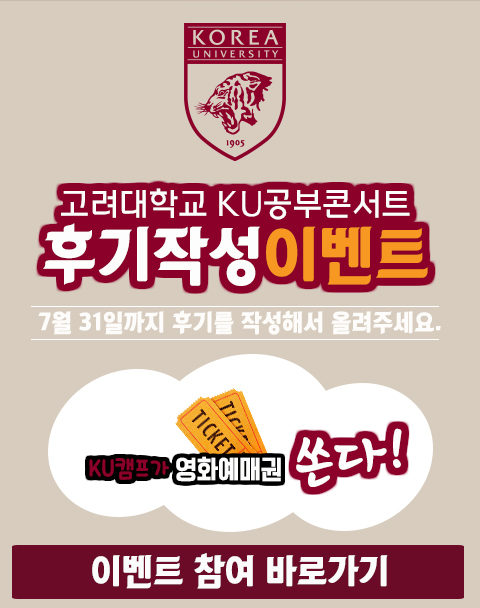 KOREA
UNIVERSITY
1905
고려대학교 KU공부콘서트
후기작성이벤트
7월 31일까지 후기를 작성해서 올려주세요.
TICKET
TICKET
KU캠프가 영화예매권 쏜다!
이벤트 참여 바로가기